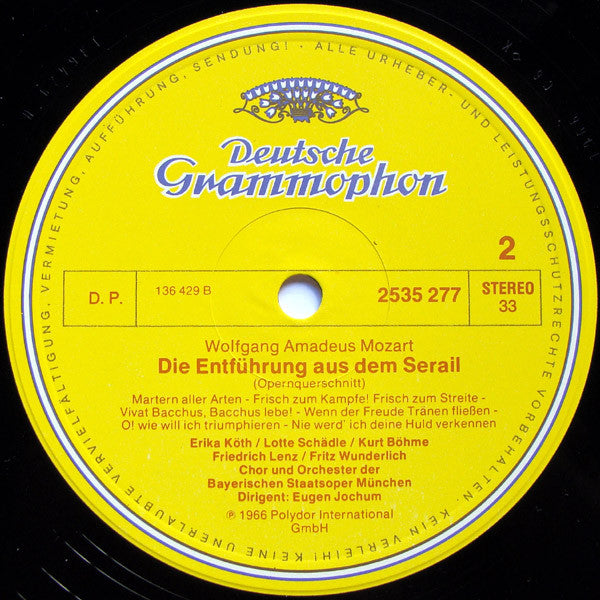 ALLE URHEBER- UND LEISTUNGSSCHUTZRECHTE VORBEHALTEN · KEIN VERLEIH! KEINE UNERLAUBTE VERVIELFÄLTIGUNG, VERMIETUNG, AUFFÜHRUNG, SENDUNG! ·
Deutsche
Grammophon
2
D. P.
136 429 B
2535 277
STEREO
33
Wolfgang Amadeus Mozart
Die Entführung aus dem Serail
(Opernquerschnitt)
Martern aller Arten - Frisch zum Kampfe! Frisch zum Streite -
Vivat Bacchus, Bacchus lebe! - Wenn der Freude Tränen fließen -
O! wie will ich triumphieren - Nie werd' ich deine Huld verkennen
Erika Köth / Lotte Schädle / Kurt Böhme
Friedrich Lenz / Fritz Wunderlich
Chor und Orchester der
Bayerischen Staatsoper München
Dirigent: Eugen Jochum
℗ 1966 Polydor International
GmbH